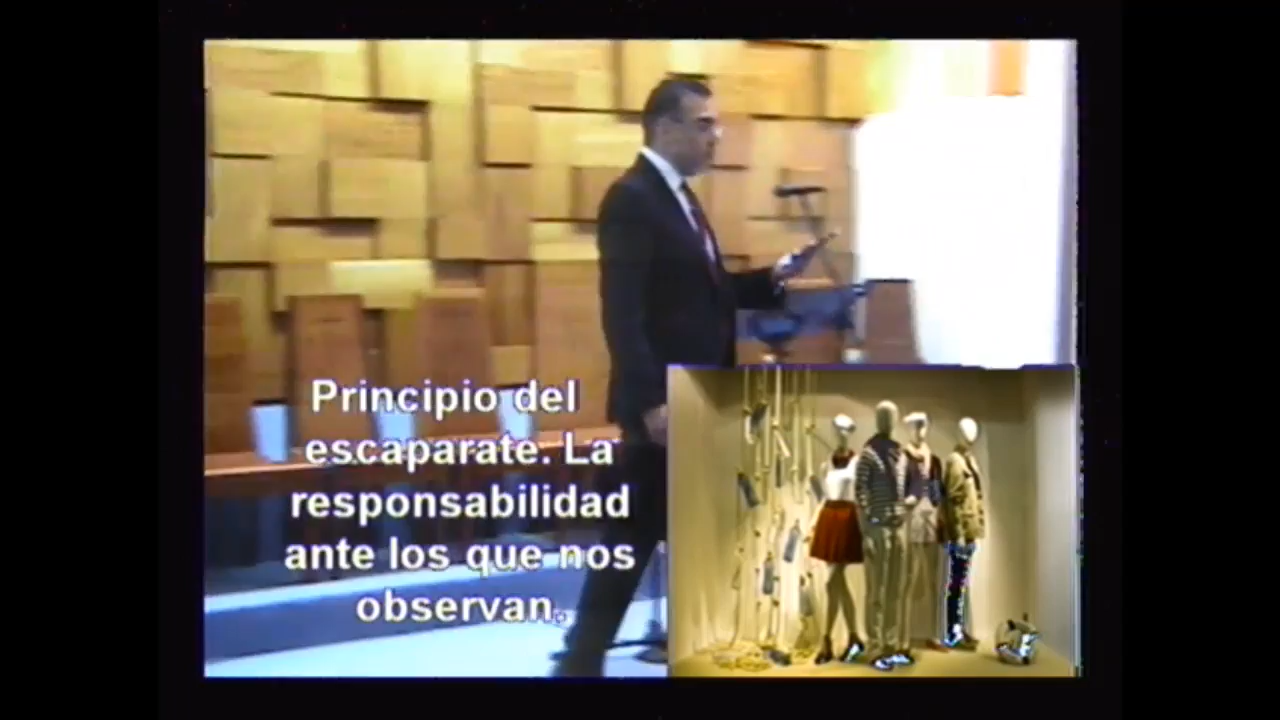 Principio del
escaparate. La
responsabilidad
ante los que nos
observan.